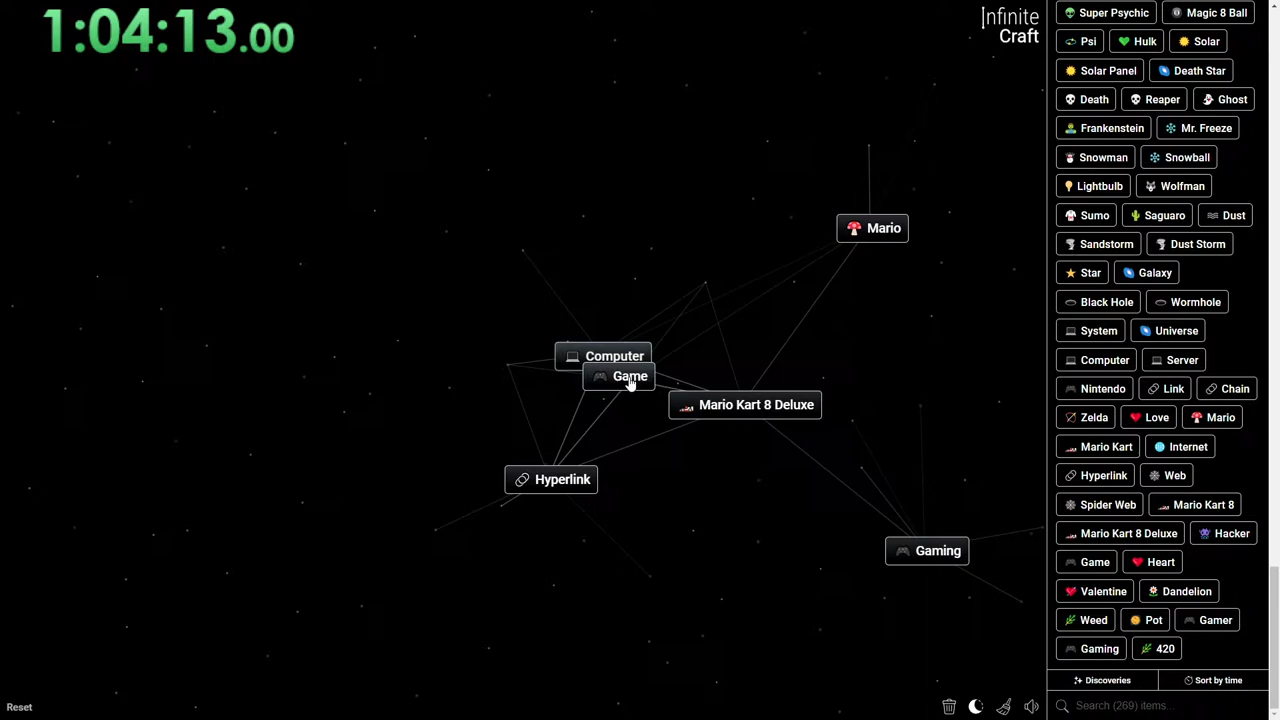 1:04:13.00
Infinite
Craft
Mario
Computer
Game
Mario Kart 8 Deluxe
Hyperlink
Gaming
Reset
Super Psychic Magic 8 Ball
Psi Hulk Solar
Solar Panel Death Star
Death Reaper Ghost
Frankenstein Mr. Freeze
Snowman Snowball
Lightbulb Wolfman
Sumo Saguaro Dust
Sandstorm Dust Storm
Star Galaxy
Black Hole Wormhole
System Universe
Computer Server
Nintendo Link Chain
Zelda Love Mario
Mario Kart Internet
Hyperlink Web
Spider Web Mario Kart 8
Mario Kart 8 Deluxe Hacker
Game Heart
Valentine Dandelion
Weed Pot Gamer
Gaming 420
Discoveries Sort by time
Search (269) items...